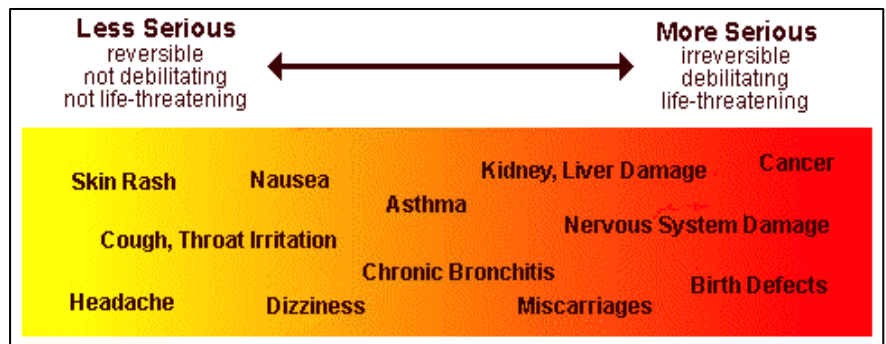 Less Serious
reversible
not debilitating
not life-threatening
More Serious
irreversible
debilitating
life-threatening
Skin Rash
Nausea
Asthma
Kidney, Liver Damage
Cancer
Cough, Throat Irritation
Nervous System Damage
Chronic Bronchitis
Birth Defects
Headache
Dizziness
Miscarriages